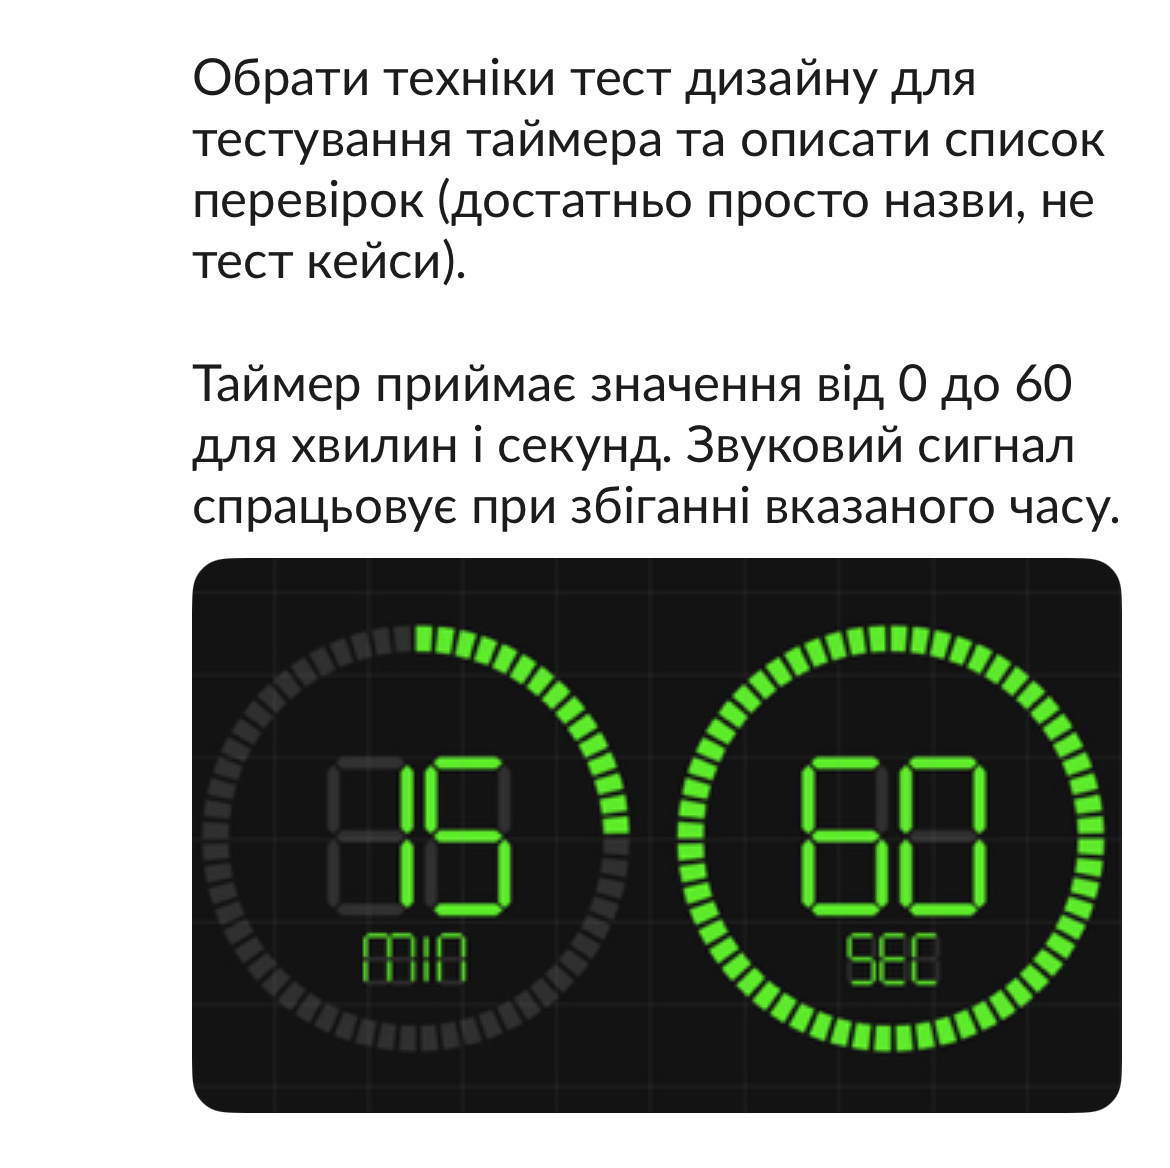 Обрати техніки тест дизайну для
тестування таймера та описати список
перевірок (достатньо просто назви, не
тест кейси).
Таймер приймає значення від 0 до 60
для хвилин і секунд. Звуковий сигнал
спрацьовує при збіганні вказаного часу.
15 60
MIN SEC